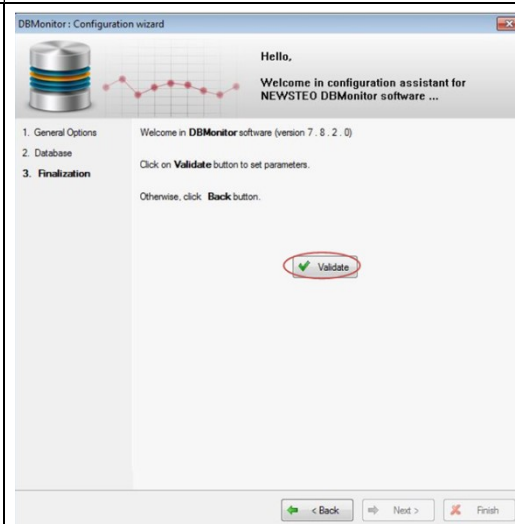 DBMonitor : Configuration wizard
Hello,
Welcome in configuration assistant for
NEWSTEO DBMonitor software ...
1. General Options
2. Database
3. Finalization
Welcome in DBMonitor software (version 7 . 8 . 2 . 0)
Click on Validate button to set parameters.
Otherwise, click Back button.
Validate
< Back
Next >
Finish